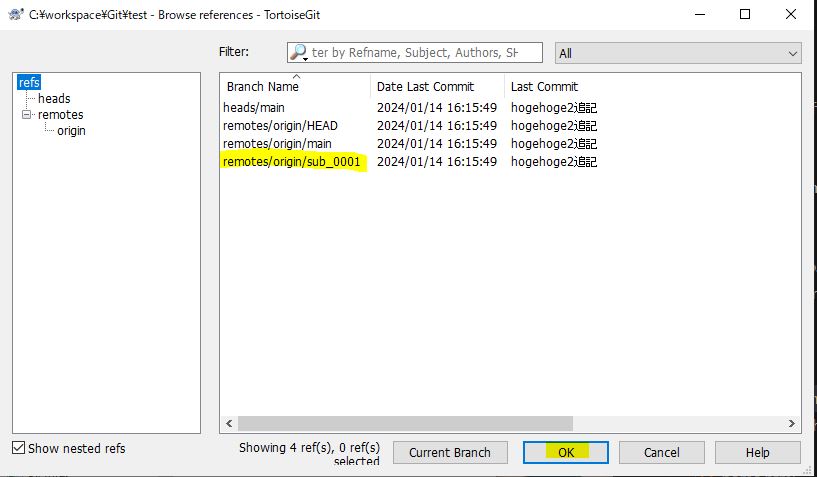 C:¥workspace¥Git¥test - Browse references - TortoiseGit
Filter: ter by Refname, Subject, Authors, SH All
refs
heads
remotes
origin
Branch Name Date Last Commit Last Commit
heads/main 2024/01/14 16:15:49 hogehoge2追記
remotes/origin/HEAD 2024/01/14 16:15:49 hogehoge2追記
remotes/origin/main 2024/01/14 16:15:49 hogehoge2追記
remotes/origin/sub_0001 2024/01/14 16:15:49 hogehoge2追記
Show nested refs
Showing 4 ref(s), 0 ref(s)
selected
Current Branch OK Cancel Help